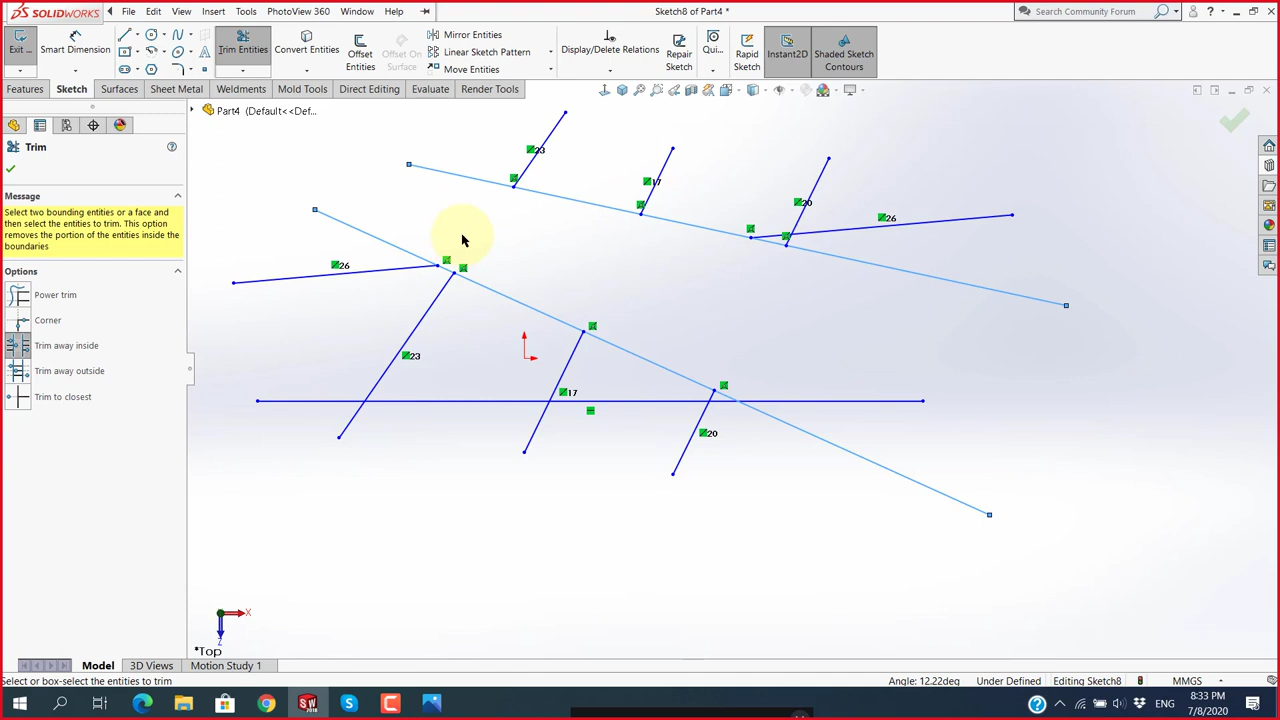 SOLIDWORKS File Edit View Insert Tools PhotoView 360 Window Help Sketch8 of Part4 * Search Community Forum ?
Exit ... Smart Dimension Trim Entities Convert Entities Offset Entities Offset On Surface Mirror Entities Display/Delete Relations Repair Sketch Qui... Rapid Sketch Instant2D Shaded Sketch Contours
Linear Sketch Pattern
Move Entities
Features Sketch Surfaces Sheet Metal Weldments Mold Tools Direct Editing Evaluate Render Tools
Part4 (Default<<Def...
Trim
Message
Select two bounding entities or a face and
then select the entities to trim. This option
removes the portion of the entities inside the
boundaries
Options
Power trim
Corner
Trim away inside
Trim away outside
Trim to closest
23
17
20
26
26
23
17
20
X
Z
*Top
Model 3D Views Motion Study 1
Select or box-select the entities to trim Angle: 12.22deg Under Defined Editing Sketch8 MMGS
SW 2018
ENG
8:33 PM
7/8/2020